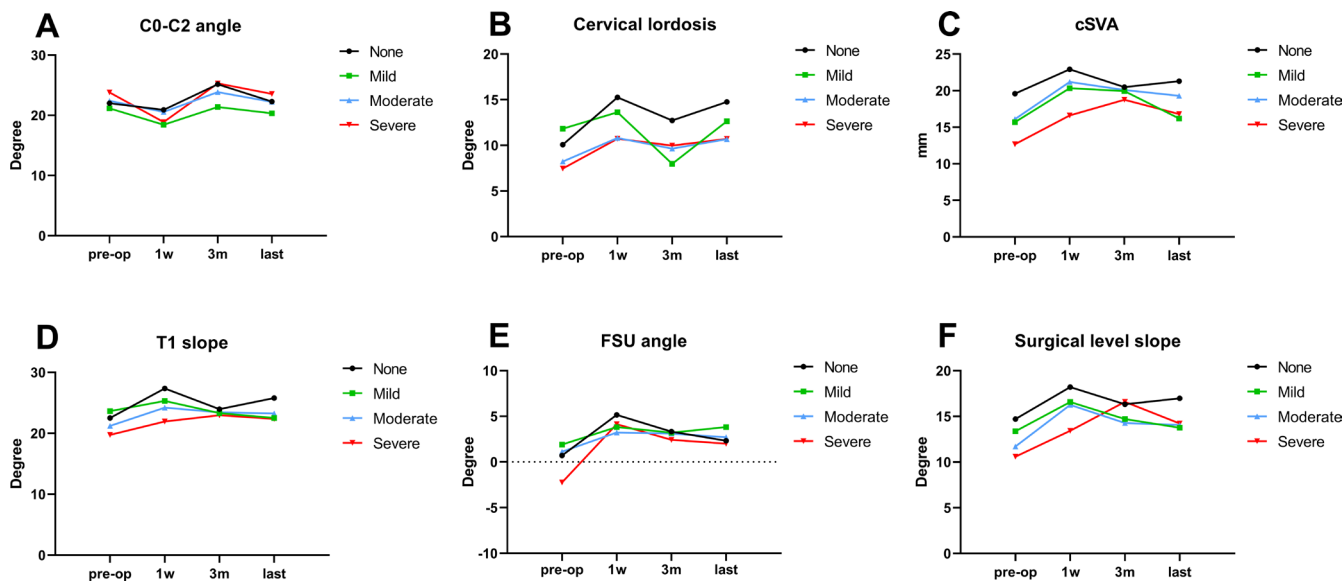 A
C0-C2 angle
Degree
30
20
10
0
pre-op 1w 3m last
None
Mild
Moderate
Severe
B
Cervical lordosis
Degree
20
15
10
5
0
pre-op 1w 3m last
None
Mild
Moderate
Severe
C
cSVA
mm
25
20
15
10
5
0
pre-op 1w 3m last
None
Mild
Moderate
Severe
D
T1 slope
Degree
30
20
10
0
pre-op 1w 3m last
None
Mild
Moderate
Severe
E
FSU angle
Degree
10
5
0
-5
-10
pre-op 1w 3m last
None
Mild
Moderate
Severe
F
Surgical level slope
Degree
20
15
10
5
0
pre-op 1w 3m last
None
Mild
Moderate
Severe